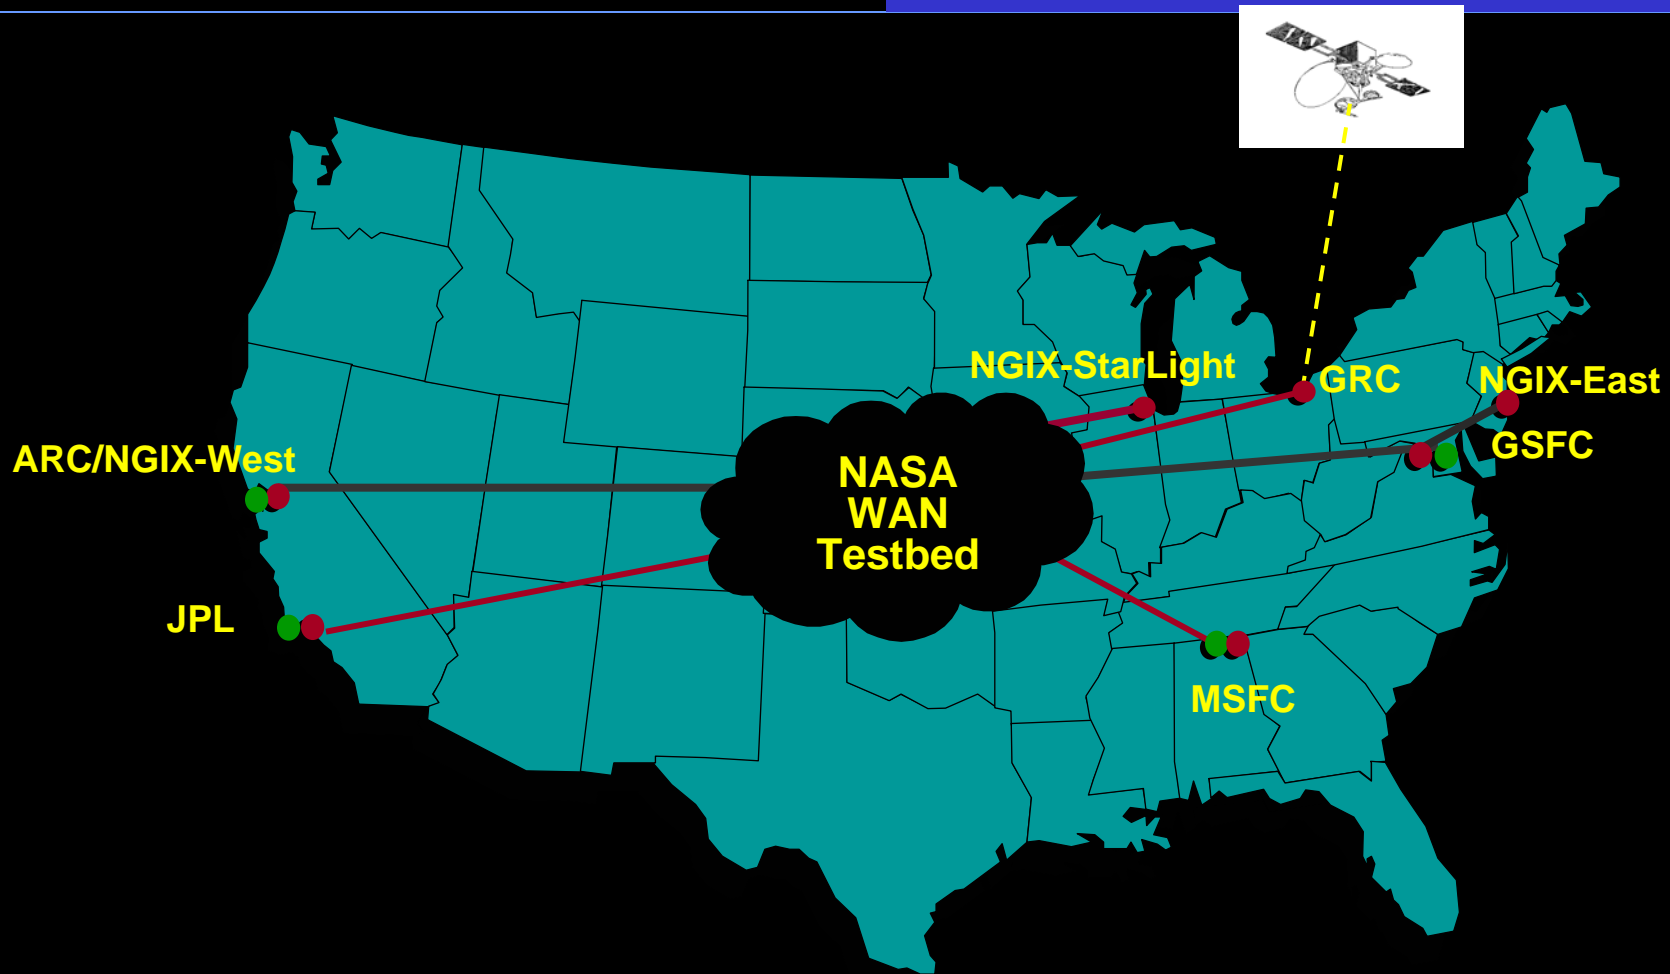 NGIX-StarLight
GRC
NGIX-East
ARC/NGIX-West
GSFC
NASA
WAN
Testbed
JPL
MSFC